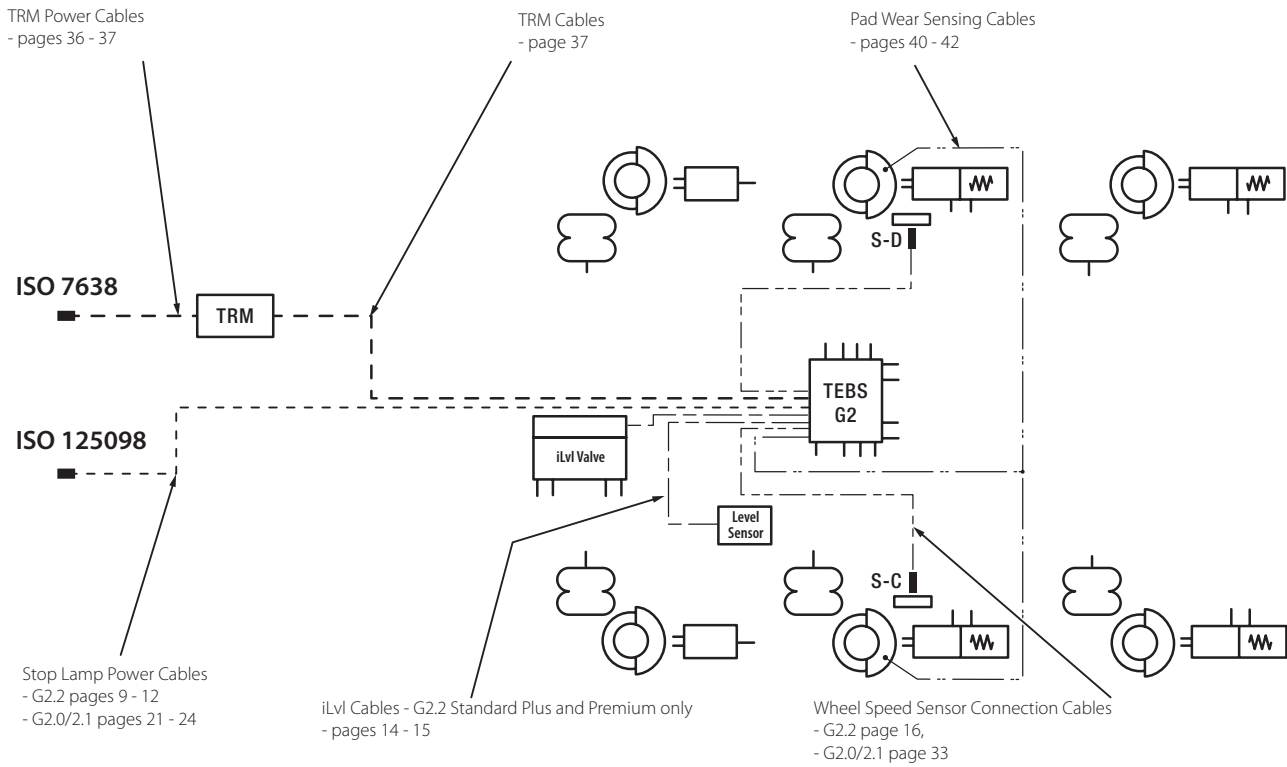 TRM Power Cables
- pages 36 - 37
TRM Cables
- page 37
Pad Wear Sensing Cables
- pages 40 - 42
S-D
ISO 7638
TRM
TEBS
G2
ISO 125098
iLvl Valve
Level
Sensor
S-C
Stop Lamp Power Cables
- G2.2 pages 9 - 12
- G2.0/2.1 pages 21 - 24
iLvl Cables - G2.2 Standard Plus and Premium only
- pages 14 - 15
Wheel Speed Sensor Connection Cables
- G2.2 page 16,
- G2.0/2.1 page 33